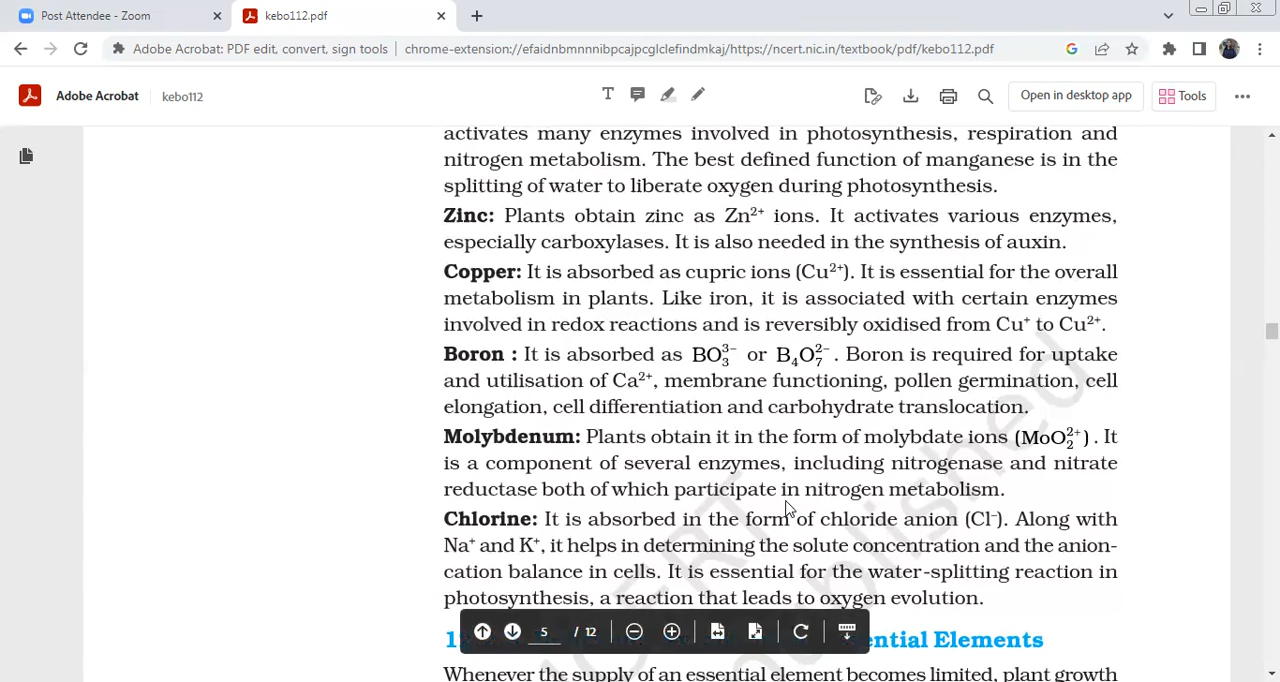 Post Attendee - Zoom
kebo112.pdf
Adobe Acrobat: PDF edit, convert, sign tools | chrome-extension://efaidnbmnnnibpcajpcglclefindmkaj/https://ncert.nic.in/textbook/pdf/kebo112.pdf
Adobe Acrobat
kebo112
Open in desktop app
Tools
activates many enzymes involved in photosynthesis, respiration and
nitrogen metabolism. The best defined function of manganese is in the
splitting of water to liberate oxygen during photosynthesis.
Zinc: Plants obtain zinc as Zn²⁺ ions. It activates various enzymes,
especially carboxylases. It is also needed in the synthesis of auxin.
Copper: It is absorbed as cupric ions (Cu²⁺). It is essential for the overall
metabolism in plants. Like iron, it is associated with certain enzymes
involved in redox reactions and is reversibly oxidised from Cu⁺ to Cu²⁺.
Boron : It is absorbed as BO₃³⁻ or B₄O₇²⁻ . Boron is required for uptake
and utilisation of Ca²⁺, membrane functioning, pollen germination, cell
elongation, cell differentiation and carbohydrate translocation.
Molybdenum: Plants obtain it in the form of molybdate ions (MoO₂²⁺) . It
is a component of several enzymes, including nitrogenase and nitrate
reductase both of which participate in nitrogen metabolism.
Chlorine: It is absorbed in the form of chloride anion (Cl⁻). Along with
Na⁺ and K⁺, it helps in determining the solute concentration and the anion-
cation balance in cells. It is essential for the water-splitting reaction in
photosynthesis, a reaction that leads to oxygen evolution.
5 / 12
Elements
Whenever the supply of an essential element becomes limited, plant growth